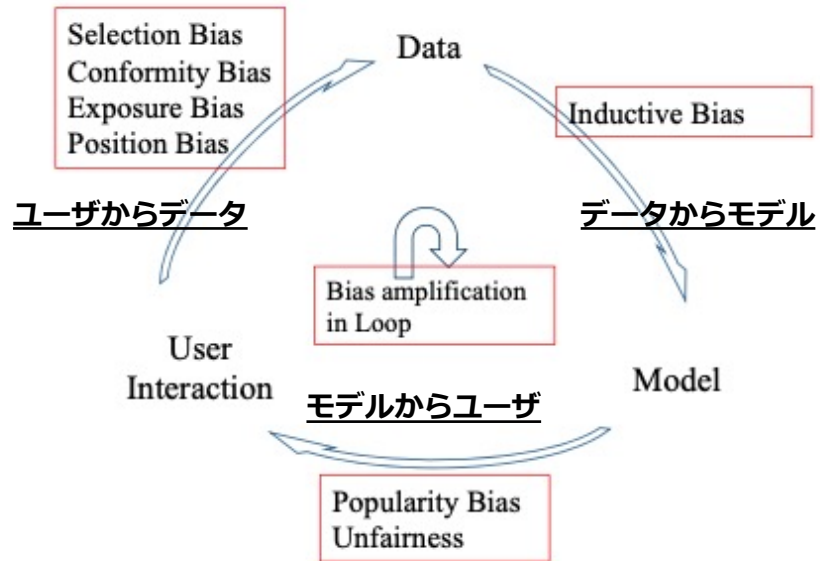 Selection Bias
Conformity Bias
Exposure Bias
Position Bias
Data
Inductive Bias
ユーザからデータ
データからモデル
Bias amplification
in Loop
User
Interaction
Model
モデルからユーザ
Popularity Bias
Unfairness